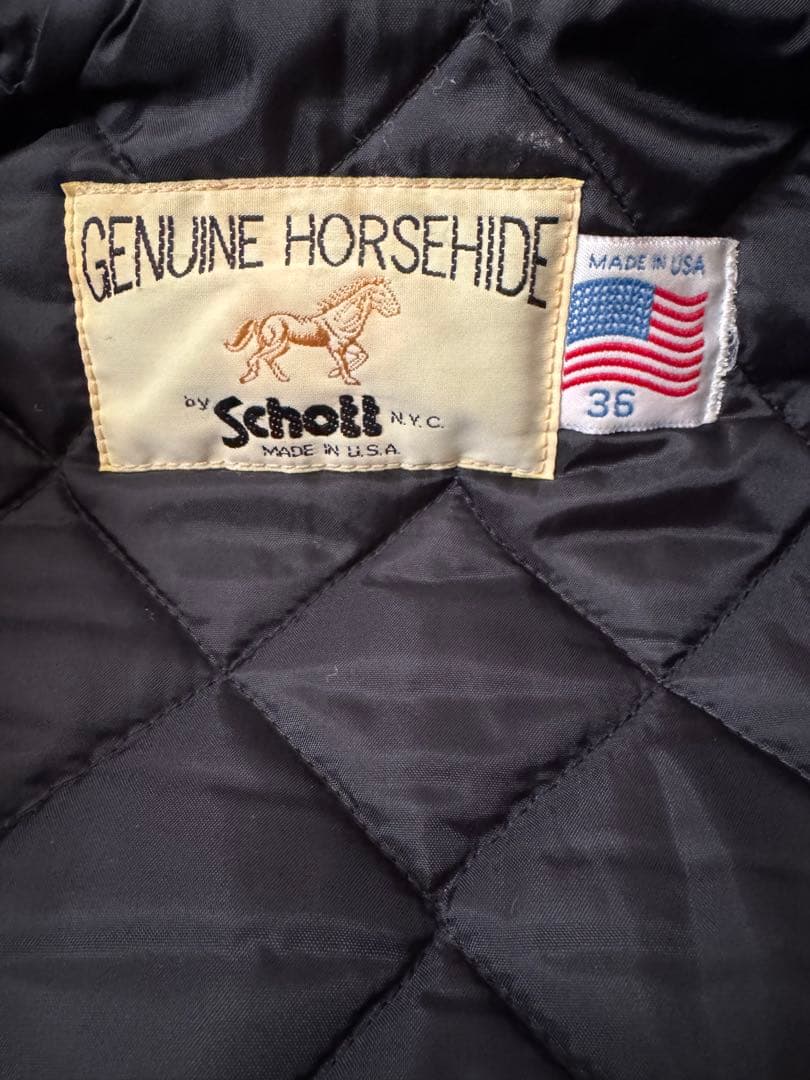 GENUINE HORSEHIDE
by Schott N.Y.C.
MADE IN U.S.A.
MADE IN USA
36